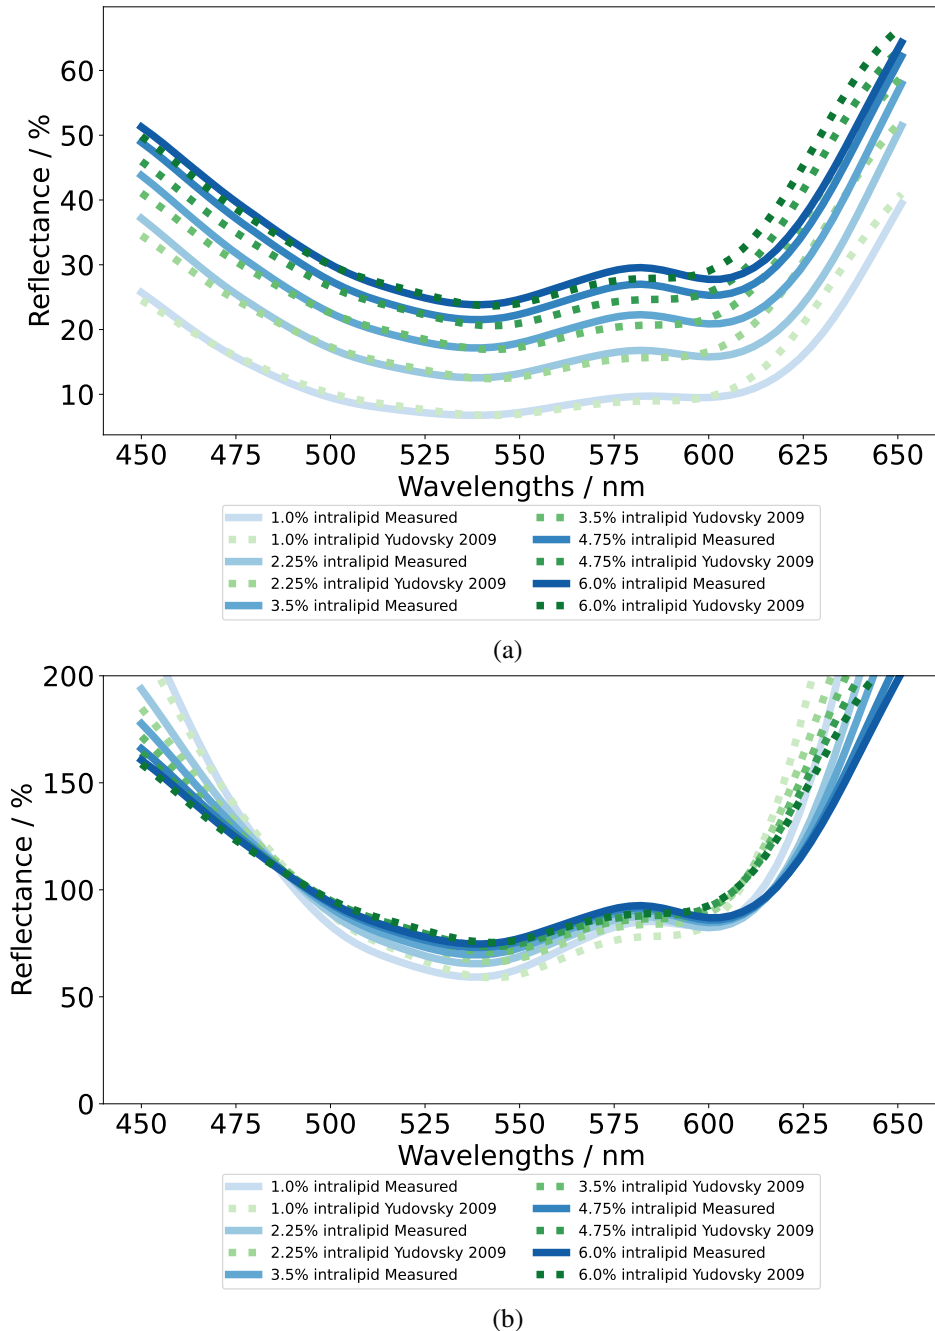 60
50
40
30
20
10
Reflectance / %
450 475 500 525 550 575 600 625 650
Wavelengths / nm
1.0% intralipid Measured
1.0% intralipid Yudovsky 2009
2.25% intralipid Measured
2.25% intralipid Yudovsky 2009
3.5% intralipid Measured
3.5% intralipid Yudovsky 2009
4.75% intralipid Measured
4.75% intralipid Yudovsky 2009
6.0% intralipid Measured
6.0% intralipid Yudovsky 2009
(a)
200
150
100
50
0
Reflectance / %
450 475 500 525 550 575 600 625 650
Wavelengths / nm
1.0% intralipid Measured
1.0% intralipid Yudovsky 2009
2.25% intralipid Measured
2.25% intralipid Yudovsky 2009
3.5% intralipid Measured
3.5% intralipid Yudovsky 2009
4.75% intralipid Measured
4.75% intralipid Yudovsky 2009
6.0% intralipid Measured
6.0% intralipid Yudovsky 2009
(b)